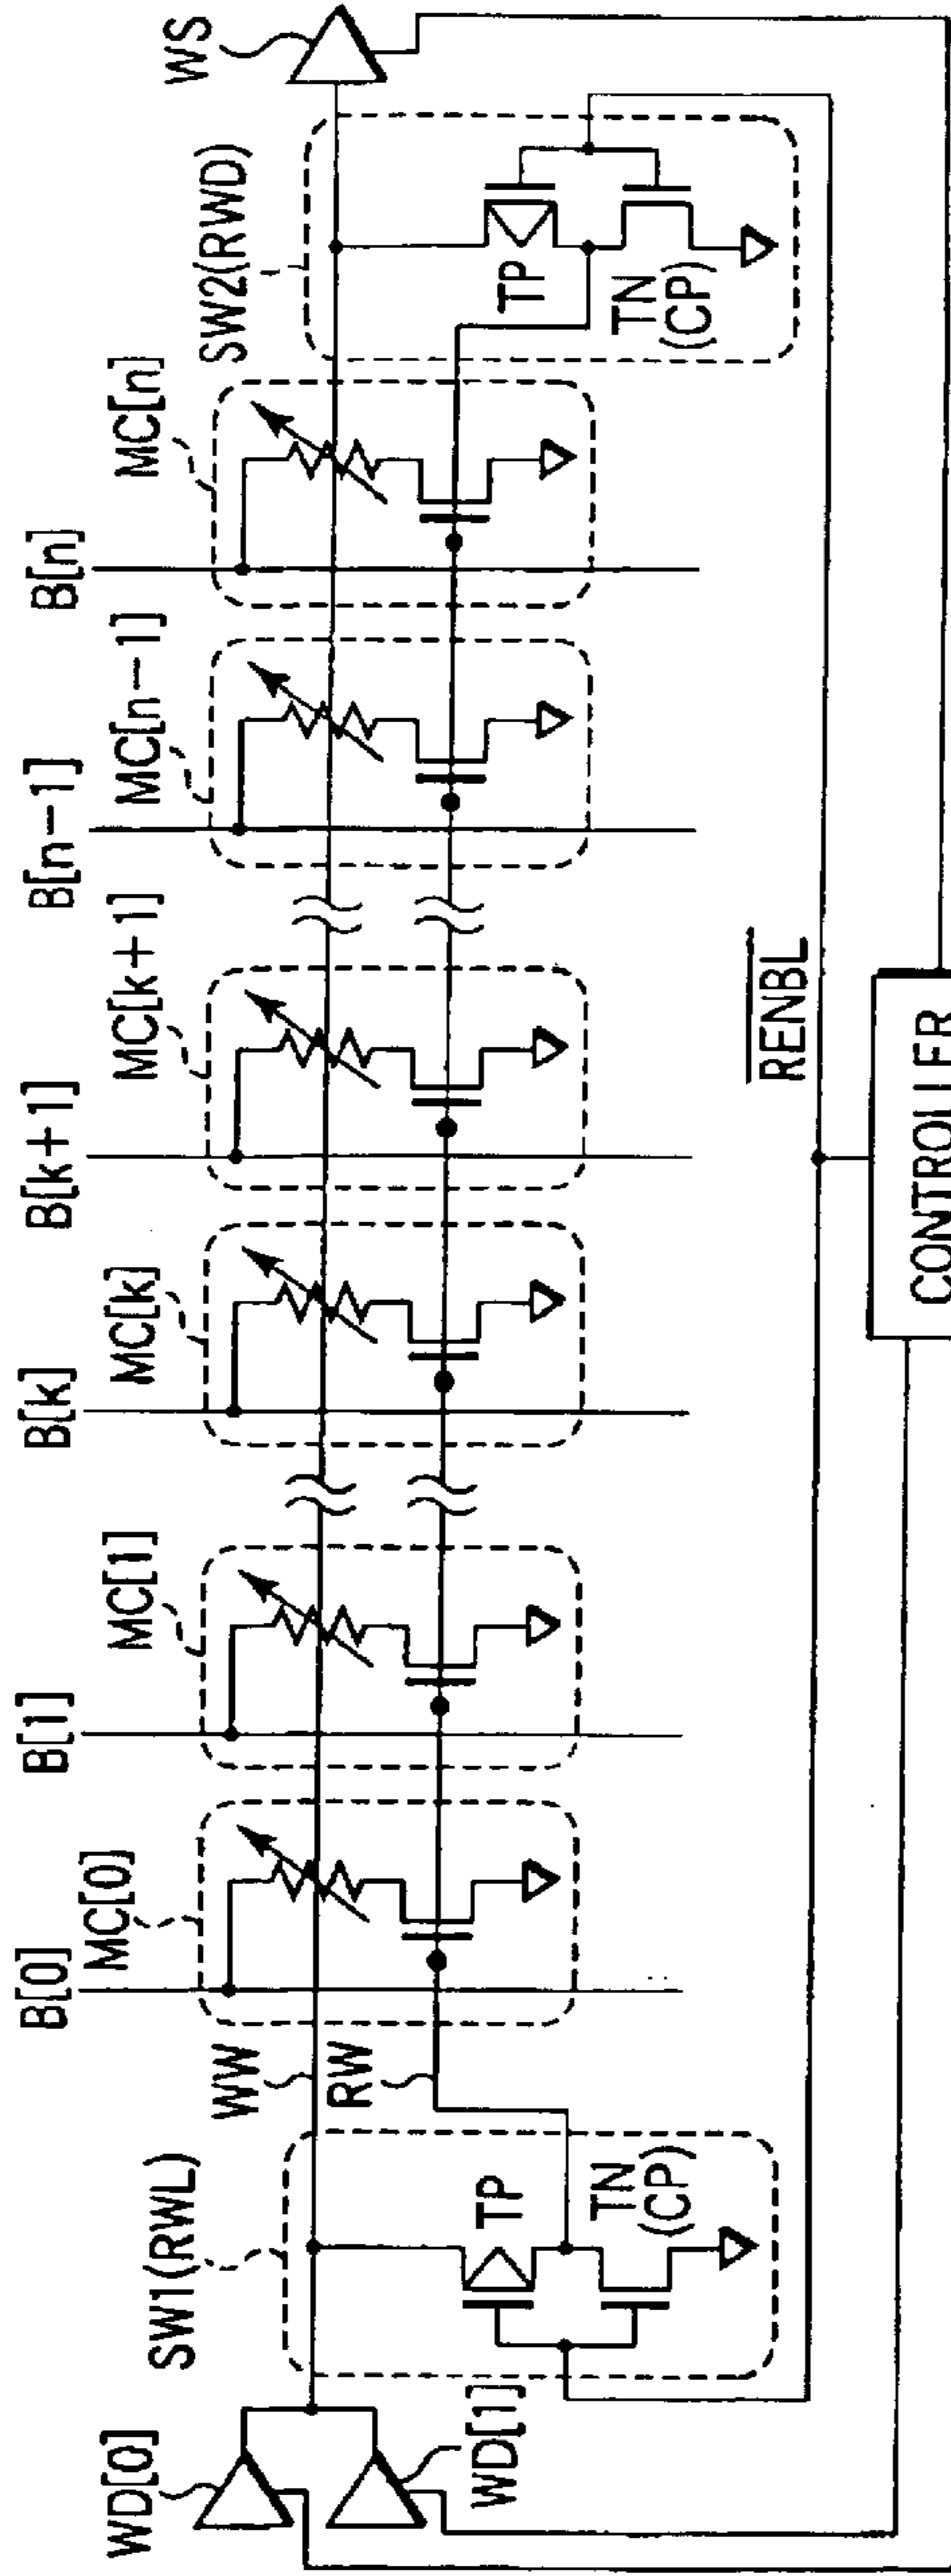 B[0]
B[1]
B[k]
B[k+1]
B[n-1]
B[n]
MC[0]
MC[1]
MC[k]
MC[k+1]
MC[n-1]
MC[n]
SW1(RWL)
SW2(RWD)
WD[0]
WD[1]
WW
RW
WS
TP
TN
(CP)
TP
TN
(CP)
RENBL
CONTROLLER